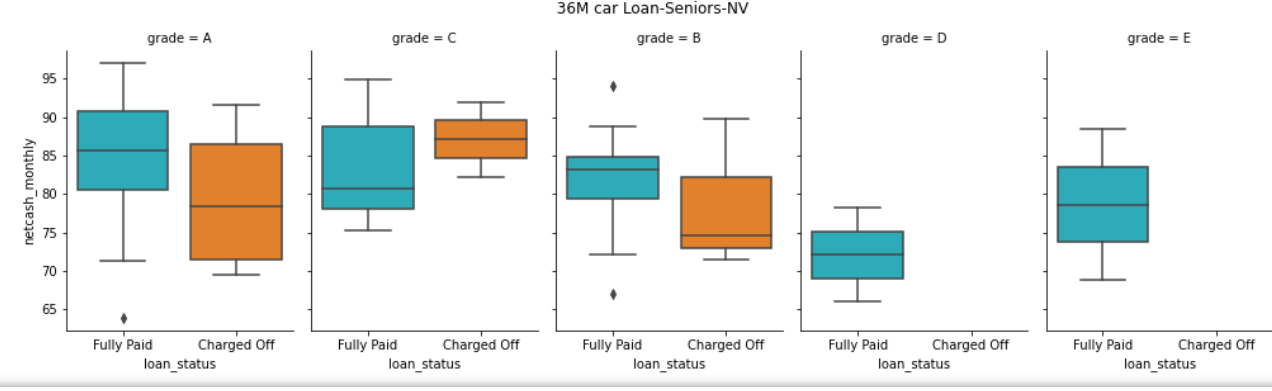 36M car Loan-Seniors-NV
grade = A
grade = C
grade = B
grade = D
grade = E
netcash_monthly
95
90
85
80
75
70
65
Fully Paid
Charged Off
Fully Paid
Charged Off
Fully Paid
Charged Off
Fully Paid
Charged Off
Fully Paid
Charged Off
loan_status
loan_status
loan_status
loan_status
loan_status